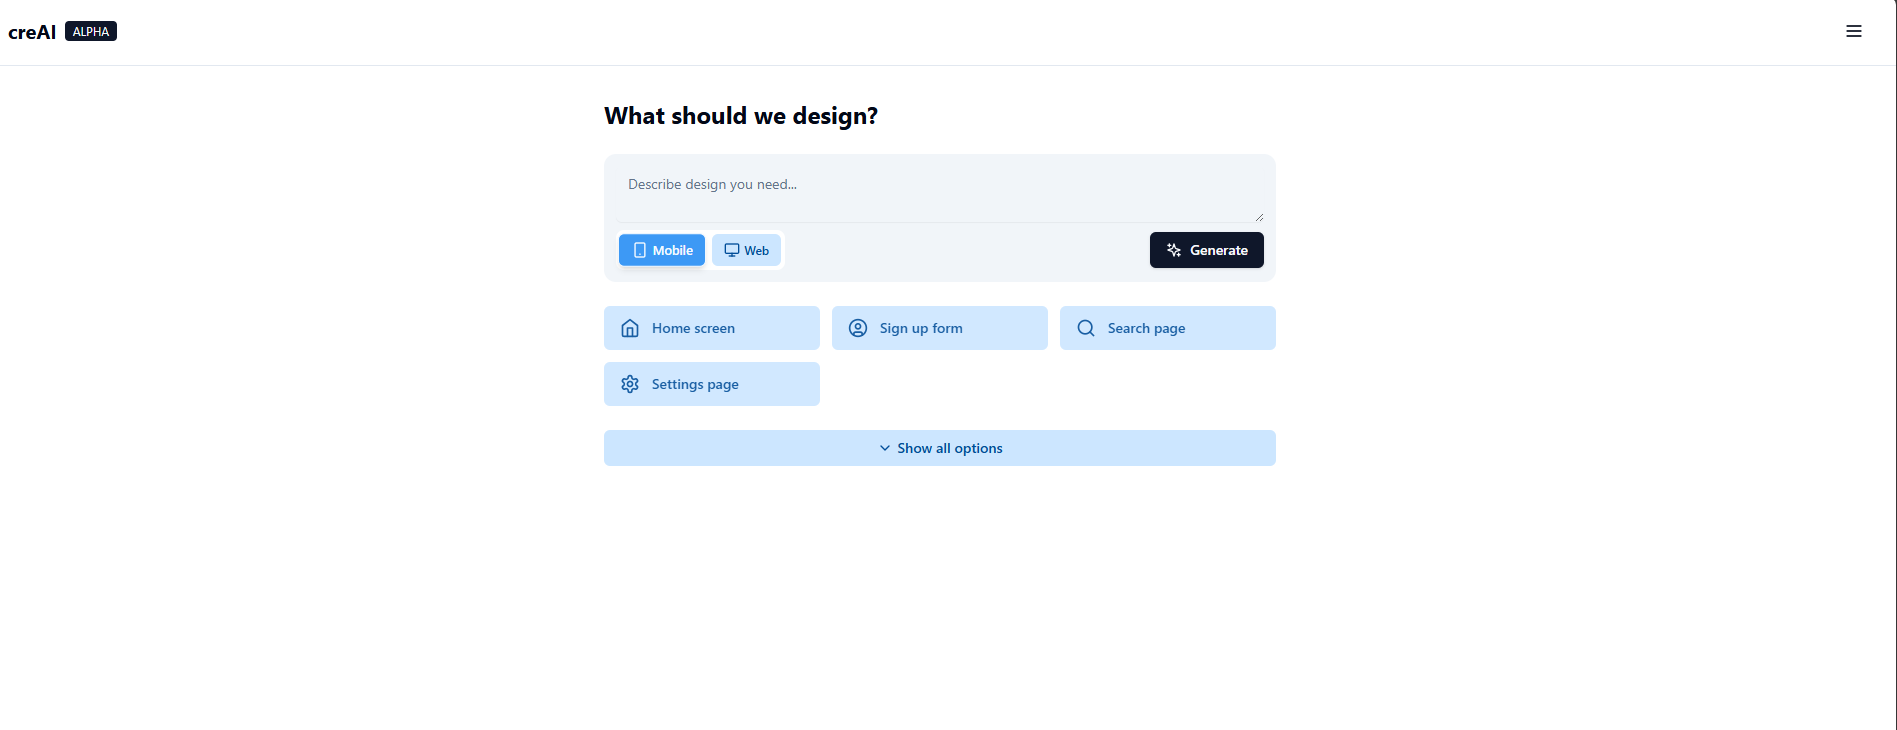 creAI ALPHA
What should we design?
Describe design you need...
Mobile Web Generate
Home screen Sign up form Search page
Settings page
Show all options